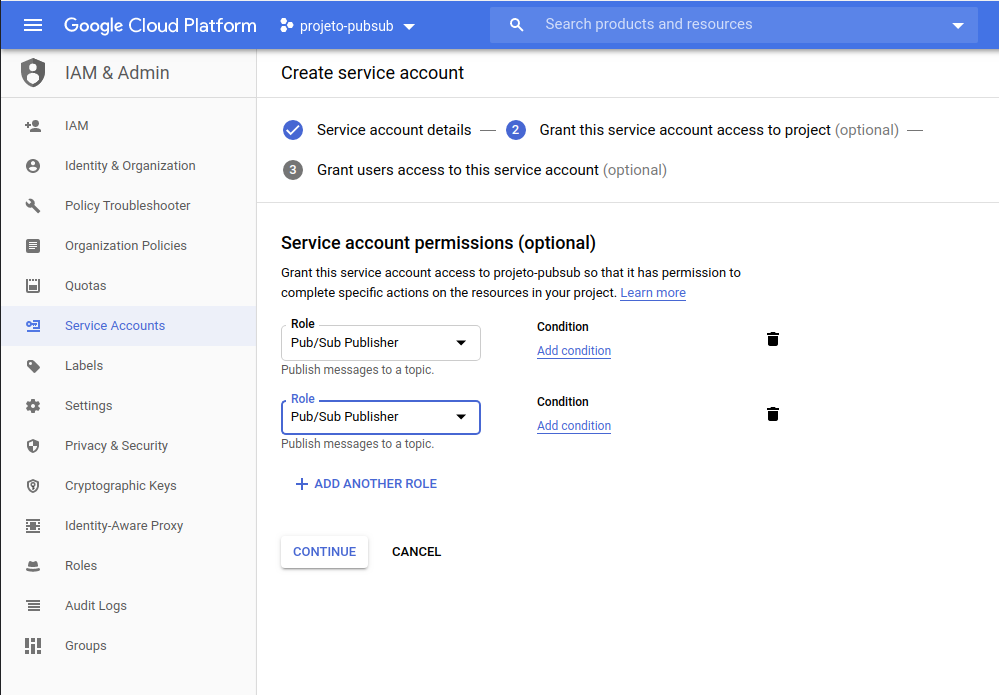 Google Cloud Platform
projeto-pubsub
Search products and resources
IAM & Admin
IAM
Identity & Organization
Policy Troubleshooter
Organization Policies
Quotas
Service Accounts
Labels
Settings
Privacy & Security
Cryptographic Keys
Identity-Aware Proxy
Roles
Audit Logs
Groups
Create service account
Service account details — 2 Grant this service account access to project (optional) —
3 Grant users access to this service account (optional)
Service account permissions (optional)
Grant this service account access to projeto-pubsub so that it has permission to
complete specific actions on the resources in your project. Learn more
Role
Pub/Sub Publisher
Publish messages to a topic.
Condition
Add condition
Role
Pub/Sub Publisher
Publish messages to a topic.
Condition
Add condition
+ ADD ANOTHER ROLE
CONTINUE
CANCEL